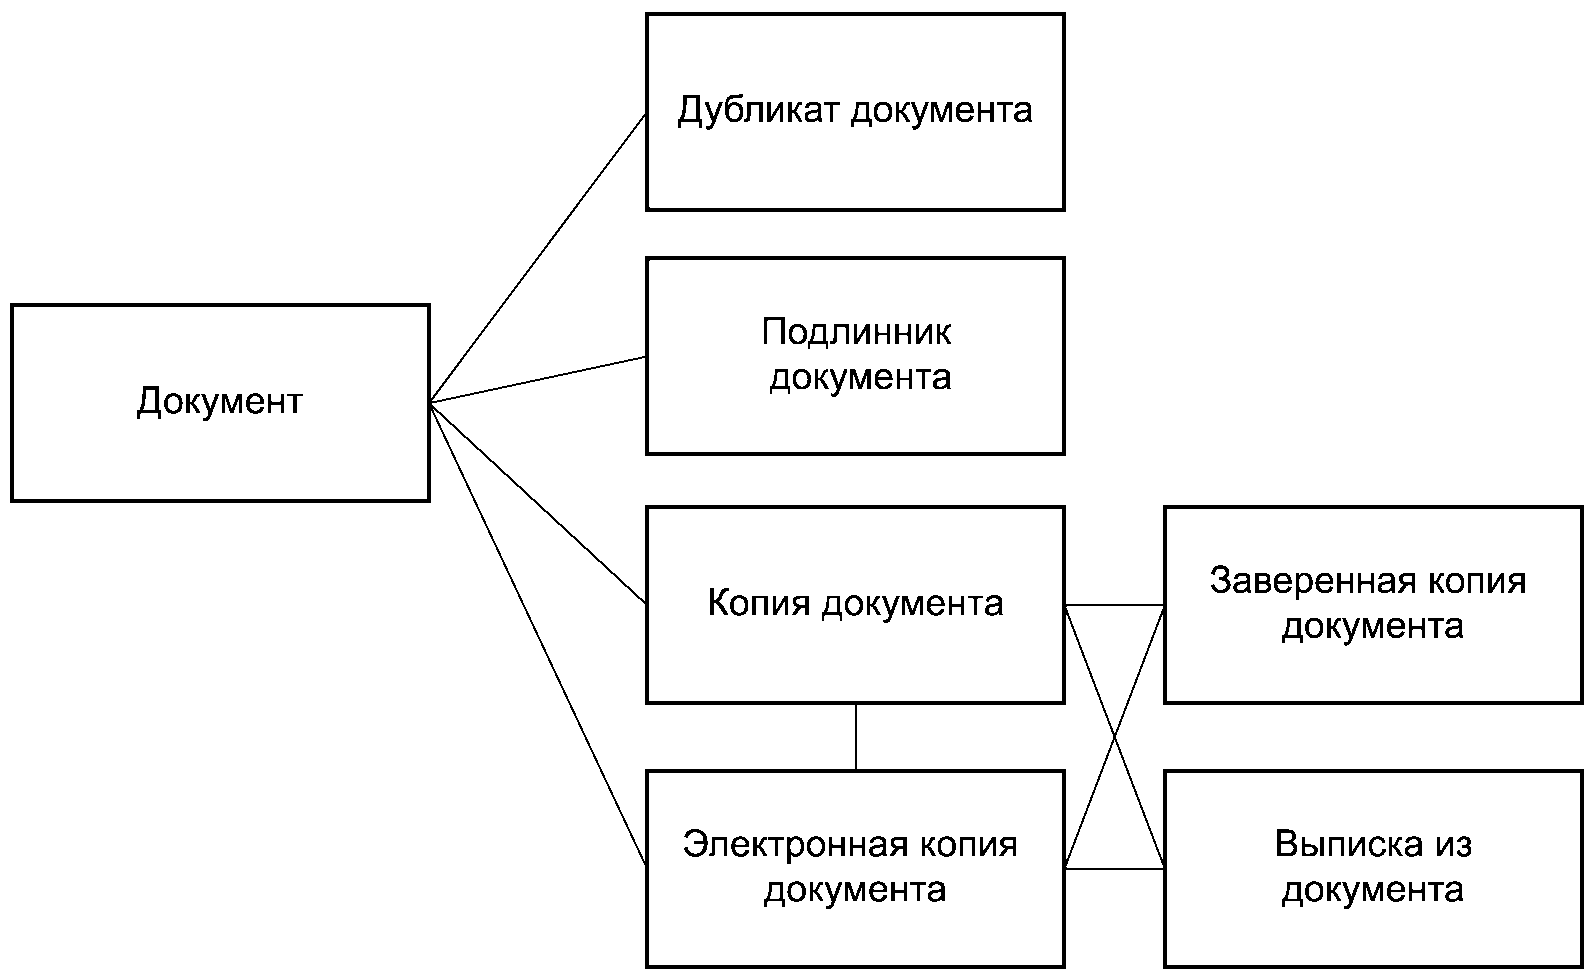 Дубликат документа
Подлинник
документа
Документ
Копия документа
Заверенная копия
документа
Электронная копия
документа
Выписка из
документа